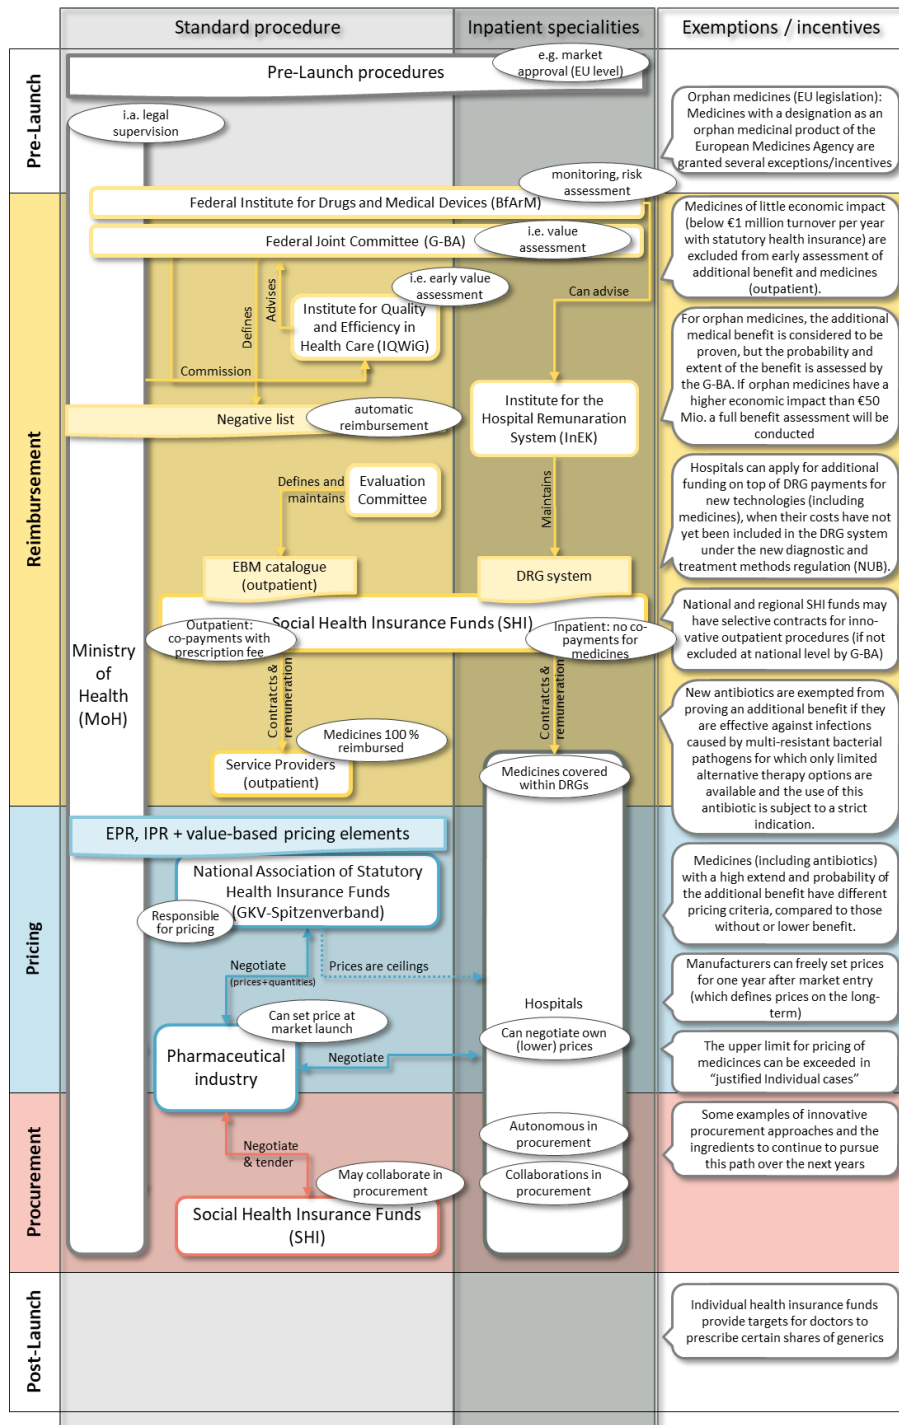 Standard procedure
Inpatient specialities
Exemptions / incentives
Pre-Launch
Pre-Launch procedures
e.g. market
approval (EU level)
i.a. legal
supervision
Orphan medicines (EU legislation):
Medicines with a designation as an
orphan medicinal product of the
European Medicines Agency are
granted several exceptions/incentives
Reimbursement
monitoring, risk
assessment
Federal Institute for Drugs and Medical Devices (BfArM)
Federal Joint Committee (G-BA)
i.e. value
assessment
Medicines of little economic impact
(below €1 million turnover per year
with statutory health insurance) are
excluded from early assessment of
additional benefit and medicines
(outpatient).
Defines
Advises
i.e. early value
assessment
Institute for Quality
and Efficiency in
Health Care (IQWiG)
Can advise
Commission
For orphan medicines, the additional
medical benefit is considered to be
proven, but the probability and
extent of the benefit is assessed by
the G-BA. If orphan medicines have a
higher economic impact than €50
Mio. a full benefit assessment will be
conducted
Negative list
automatic
reimbursement
Institute for the
Hospital Remunaration
System (InEK)
Defines and
maintains
Evaluation
Committee
Maintains
Hospitals can apply for additional
funding on top of DRG payments for
new technologies (including
medicines), when their costs have not
yet been included in the DRG system
under the new diagnostic and
treatment methods regulation (NUB).
EBM catalogue
(outpatient)
DRG system
Social Health Insurance Funds (SHI)
Outpatient:
co-payments with
prescription fee
Inpatient: no co-
payments for
medicines
National and regional SHI funds may
have selective contracts for inno-
vative outpatient procedures (if not
excluded at national level by G-BA)
Ministry
of
Health
(MoH)
Contratcts &
remuneration
Contratcts &
remuneration
Medicines 100 %
reimbursed
Service Providers
(outpatient)
Medicines covered
within DRGs
New antibiotics are exempted from
proving an additional benefit if they
are effective against infections
caused by multi-resistant bacterial
pathogens for which only limited
alternative therapy options are
available and the use of this
antibiotic is subject to a strict
indication.
Pricing
EPR, IPR + value-based pricing elements
National Association of Statutory
Health Insurance Funds
(GKV-Spitzenverband)
Responsible
for pricing
Medicines (including antibiotics)
with a high extend and probability of
the additional benefit have different
pricing criteria, compared to those
without or lower benefit.
Negotiate
(prices+quantities)
Prices are ceilings
Manufacturers can freely set prices
for one year after market entry
(which defines prices on the long-
term)
Can set price at
market launch
Hospitals
Can negotiate own
(lower) prices
Pharmaceutical
industry
Negotiate
The upper limit for pricing of
medicinces can be exceeded in
“justified Individual cases”
Procurement
Negotiate
& tender
Autonomous in
procurement
May collaborate in
procurement
Collaborations in
procurement
Social Health Insurance Funds
(SHI)
Some examples of innovative
procurement approaches and the
ingredients to continue to pursue
this path over the next years
Post-Launch
Individual health insurance funds
provide targets for doctors to
prescribe certain shares of generics